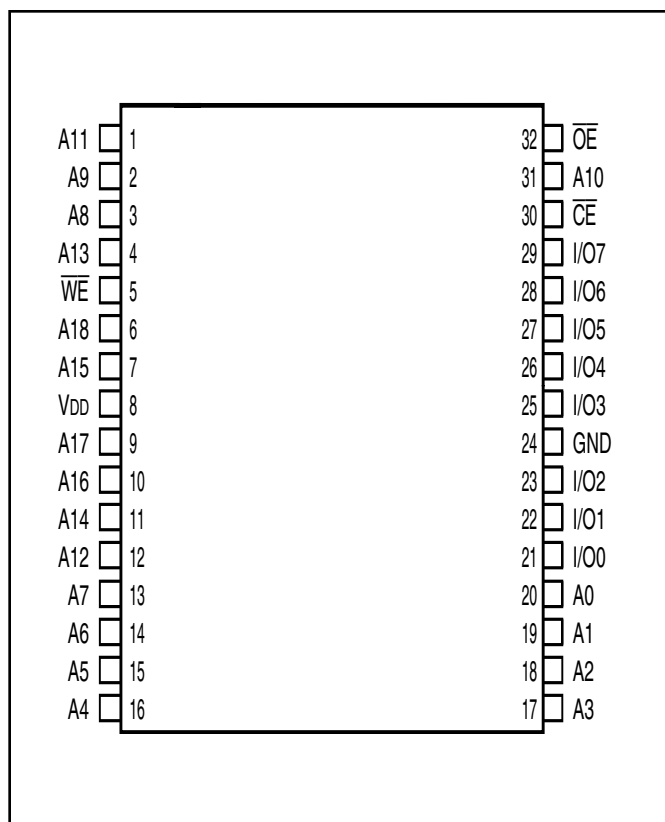 A11 1 32 O̅E̅
A9 2 31 A10
A8 3 30 C̅E̅
A13 4 29 I/O7
W̅E̅ 5 28 I/O6
A18 6 27 I/O5
A15 7 26 I/O4
VDD 8 25 I/O3
A17 9 24 GND
A16 10 23 I/O2
A14 11 22 I/O1
A12 12 21 I/O0
A7 13 20 A0
A6 14 19 A1
A5 15 18 A2
A4 16 17 A3